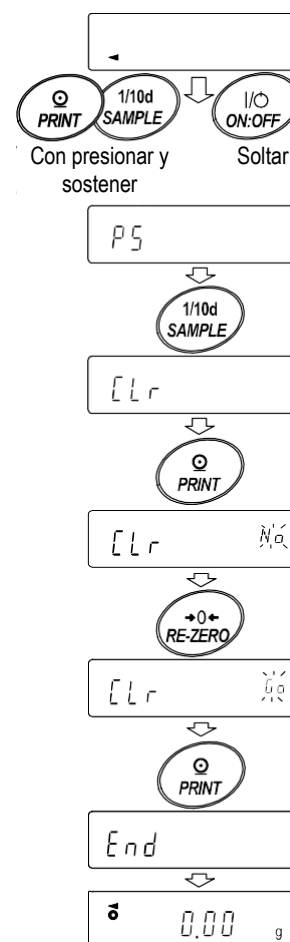 PRINT
1/10d
SAMPLE
I/⏻
ON:OFF
Con presionar y
sostener
Soltar
PS
1/10d
SAMPLE
CLr
PRINT
CLr No
→0←
RE-ZERO
CLr Go
PRINT
End
0.00 g